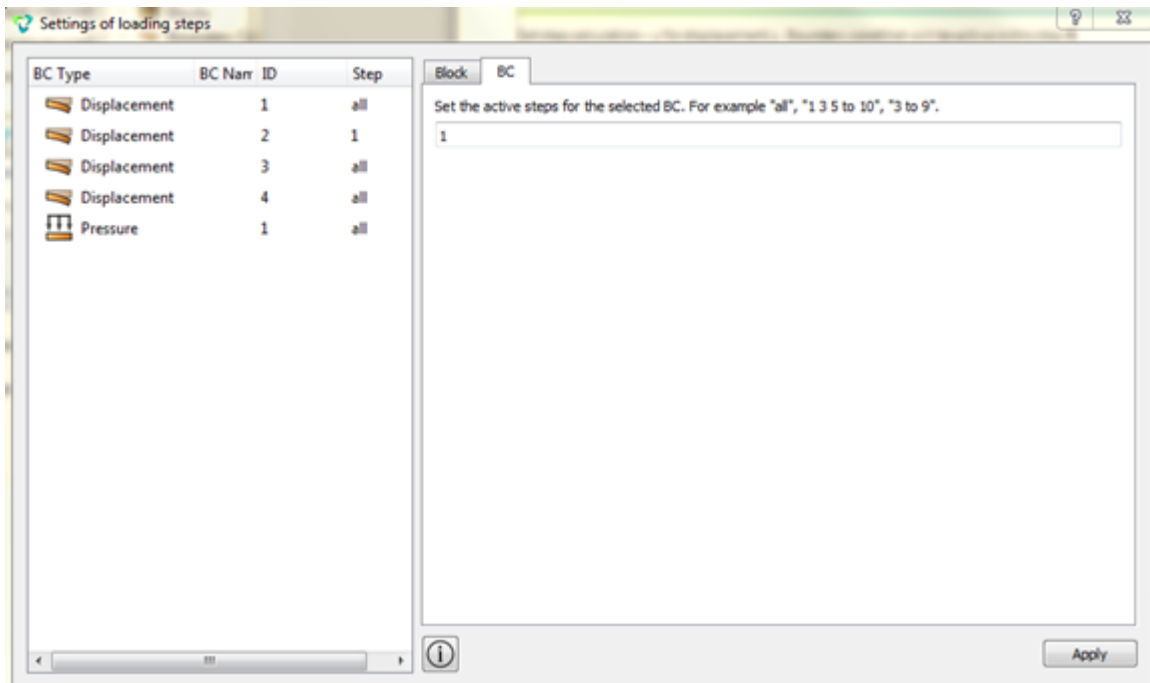 Settings of loading steps
BC Type BC Nam ID Step
Displacement 1 all
Displacement 2 1
Displacement 3 all
Displacement 4 all
Pressure 1 all
Block BC
Set the active steps for the selected BC. For example "all", "1 3 5 to 10", "3 to 9".
1
Apply